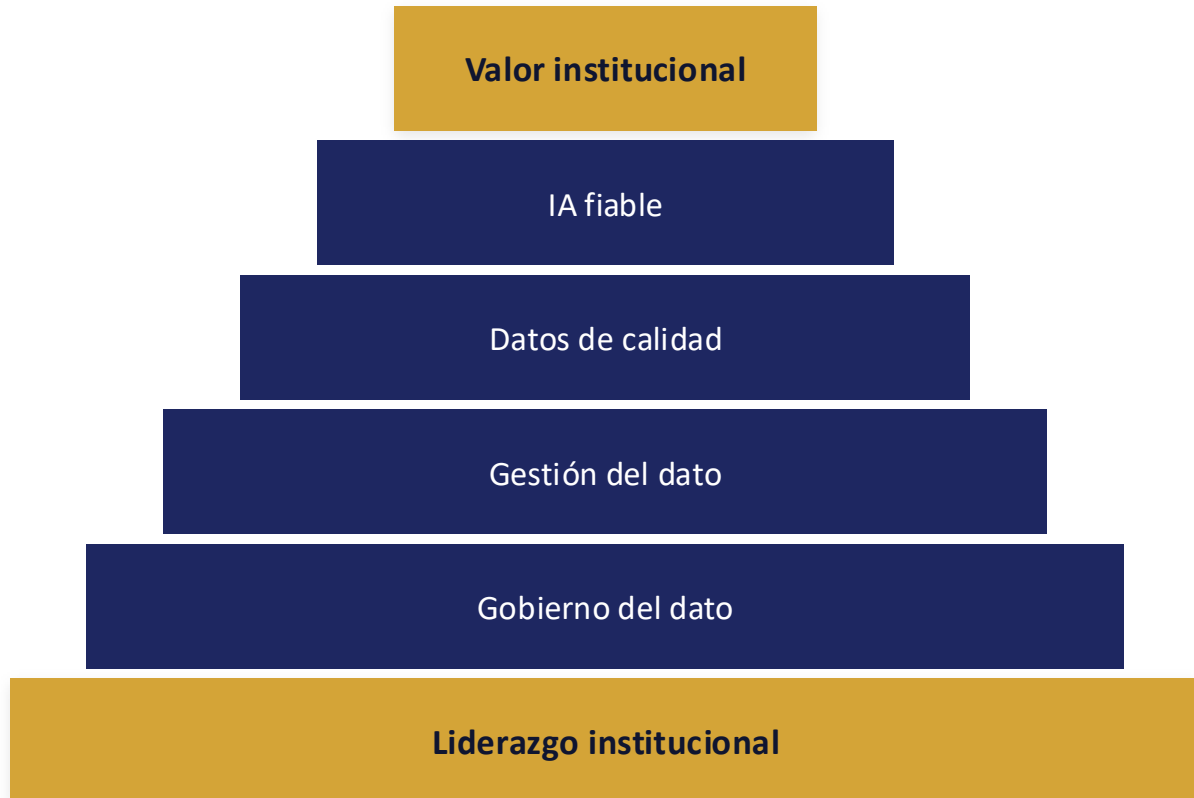 Valor institucional
IA fiable
Datos de calidad
Gestión del dato
Gobierno del dato
Liderazgo institucional